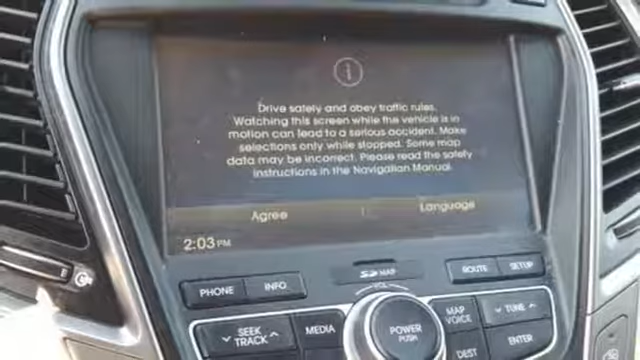 i
Drive safely and obey traffic rules.
Watching this screen while the vehicle is in
motion can lead to a serious accident. Make
selections only while stopped. Some map
data may be incorrect. Please read the safety
instructions in the Navigation Manual.
Agree Language
2:03 PM
PHONE INFO SD MAP ROUTE SETUP
VOL
SEEK TRACK MEDIA POWER PUSH MAP VOICE TUNE
DEST ENTER